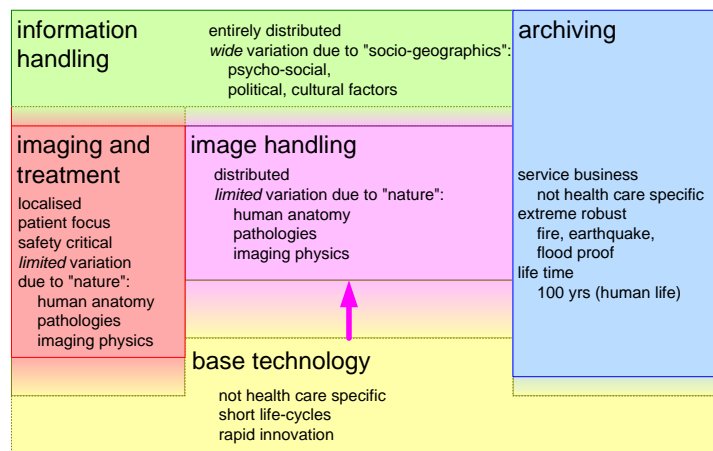 information
handling
entirely distributed
wide variation due to "socio-geographics":
psycho-social,
political, cultural factors
archiving
service business
not health care specific
extreme robust
fire, earthquake,
flood proof
life time
100 yrs (human life)
imaging and
treatment
localised
patient focus
safety critical
limited variation
due to "nature":
human anatomy
pathologies
imaging physics
image handling
distributed
limited variation due to "nature":
human anatomy
pathologies
imaging physics
base technology
not health care specific
short life-cycles
rapid innovation